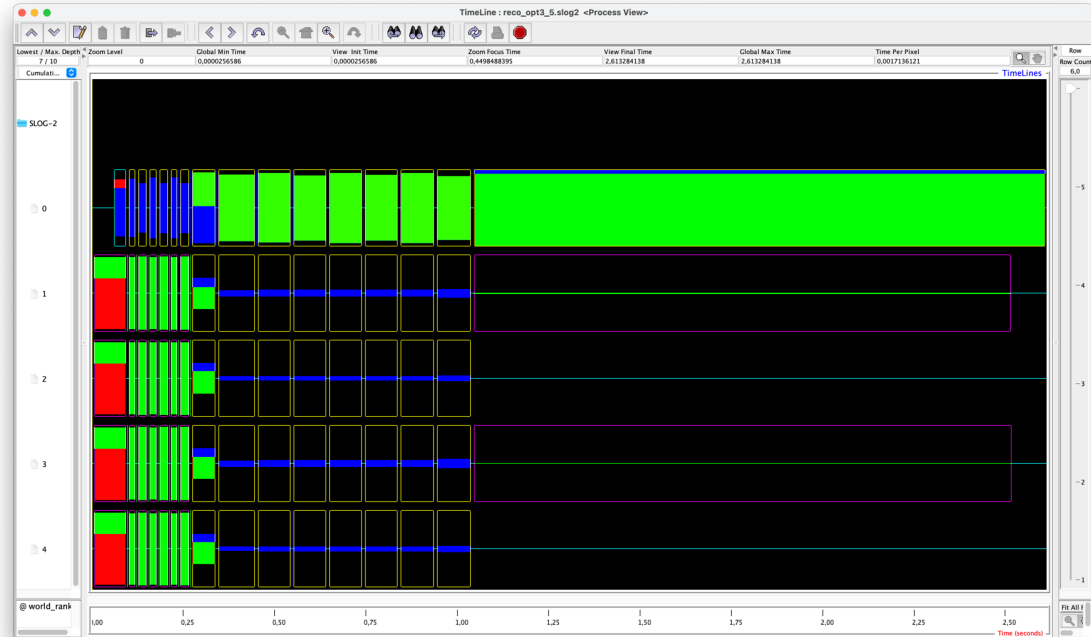 TimeLine : reco_opt3_5.slog2 <Process View>
Lowest / Max. Depth
Zoom Level
Global Min Time
View Init Time
Zoom Focus Time
View Final Time
Global Max Time
Time Per Pixel
Row
7 / 10
0
0,0000256586
0,0000256586
0,4498488395
2,613284138
2,613284138
0,0017136121
Row Count
6,0
Cumulati...
TimeLines
SLOG-2
0
1
2
3
4
5
4
3
2
1
@ world_rank
,00
0,25
0,50
0,75
1,00
1,25
1,50
1,75
2,00
2,25
2,50
Time (seconds)
Fit All